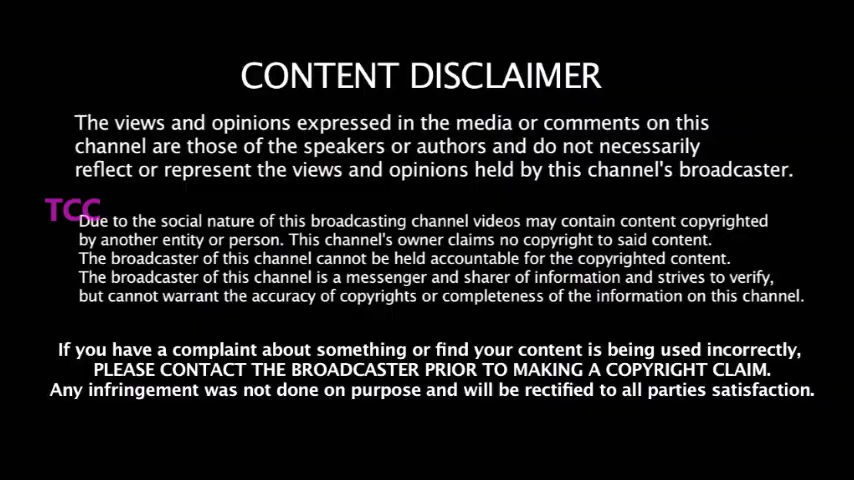 CONTENT DISCLAIMER
The views and opinions expressed in the media or comments on this
channel are those of the speakers or authors and do not necessarily
reflect or represent the views and opinions held by this channel's broadcaster.
TCC
Due to the social nature of this broadcasting channel videos may contain content copyrighted
by another entity or person. This channel's owner claims no copyright to said content.
The broadcaster of this channel cannot be held accountable for the copyrighted content.
The broadcaster of this channel is a messenger and sharer of information and strives to verify,
but cannot warrant the accuracy of copyrights or completeness of the information on this channel.
If you have a complaint about something or find your content is being used incorrectly,
PLEASE CONTACT THE BROADCASTER PRIOR TO MAKING A COPYRIGHT CLAIM.
Any infringement was not done on purpose and will be rectified to all parties satisfaction.